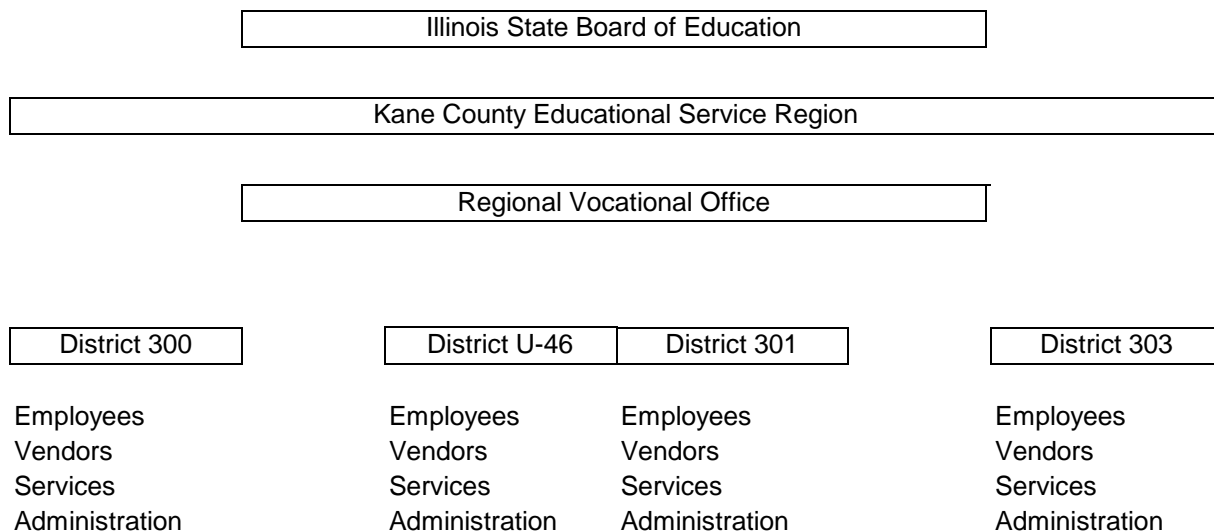 Illinois State Board of Education
Kane County Educational Service Region
Regional Vocational Office
District 300 District U-46 District 301 District 303
Employees Employees Employees Employees
Vendors Vendors Vendors Vendors
Services Services Services Services
Administration Administration Administration Administration